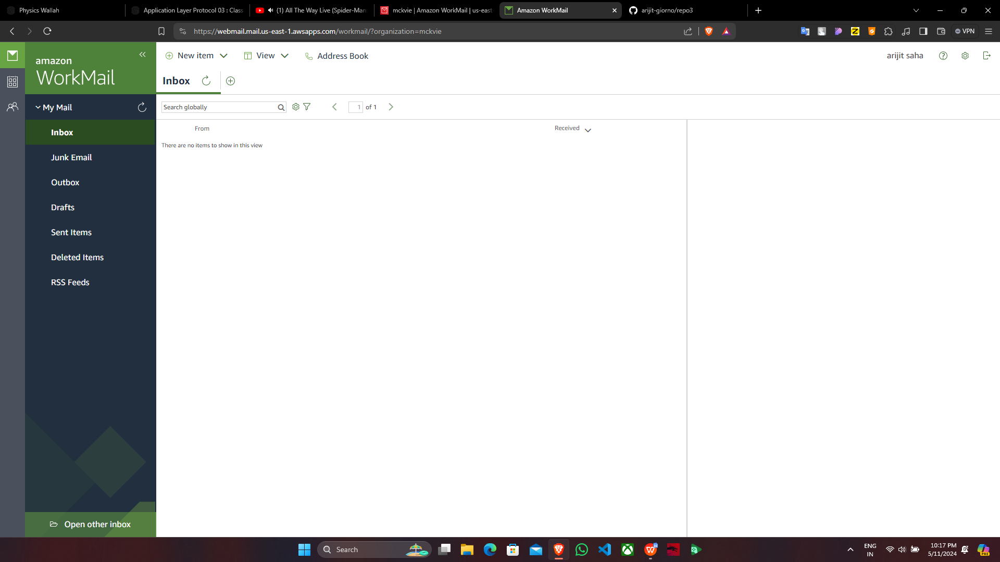 Physics Wallah
Application Layer Protocol 03 : Class
(1) All The Way Live (Spider-Man:
mckvie | Amazon WorkMail | us-east
Amazon WorkMail
arijit-giorno/repo3
https://webmail.mail.us-east-1.awsapps.com/workmail/?organization=mckvie
VPN
amazon
WorkMail
New item
View
Address Book
arijit saha
Inbox
My Mail
Search globally
1 of 1
Inbox
Junk Email
Outbox
Drafts
Sent Items
Deleted Items
RSS Feeds
From
Received
There are no items to show in this view
Open other inbox
Search
ENG
IN
10:17 PM
5/11/2024
PRE